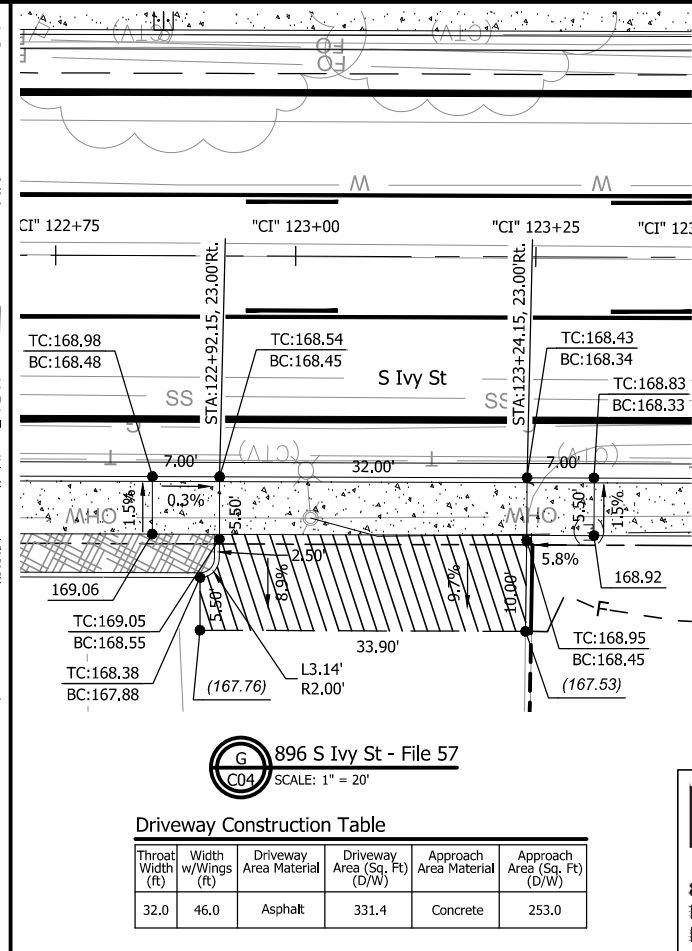 (CTV)
(CTV)
FO
FO
W
W
"CI" 122+75
"CI" 123+00
"CI" 123+25
"CI" 123
STA:122+92.15, 23.00'Rt.
STA:123+24.15, 23.00'Rt.
TC:168.98
BC:168.48
TC:168.54
BC:168.45
TC:168.43
BC:168.34
TC:168.83
BC:168.33
S Ivy St
SS
SS
G
T
(CTV)
T
7.00'
32.00'
7.00'
1.5%
0.3%
5.50'
5.50'
1.5%
OHW
OHW
2.50'
5.8%
169.06
168.92
8.9%
9.7%
5.50'
10.00'
TC:169.05
BC:168.55
F
33.90'
TC:168.95
BC:168.45
TC:168.38
BC:167.88
(167.76)
L3.14'
R2.00'
(167.53)
G
C04
896 S Ivy St - File 57
SCALE: 1" = 20'
Driveway Construction Table
Throat Width (ft)
Width w/Wings (ft)
Driveway Area Material
Driveway Area (Sq. Ft) (D/W)
Approach Area Material
Approach Area (Sq. Ft) (D/W)
32.0
46.0
Asphalt
331.4
Concrete
253.0